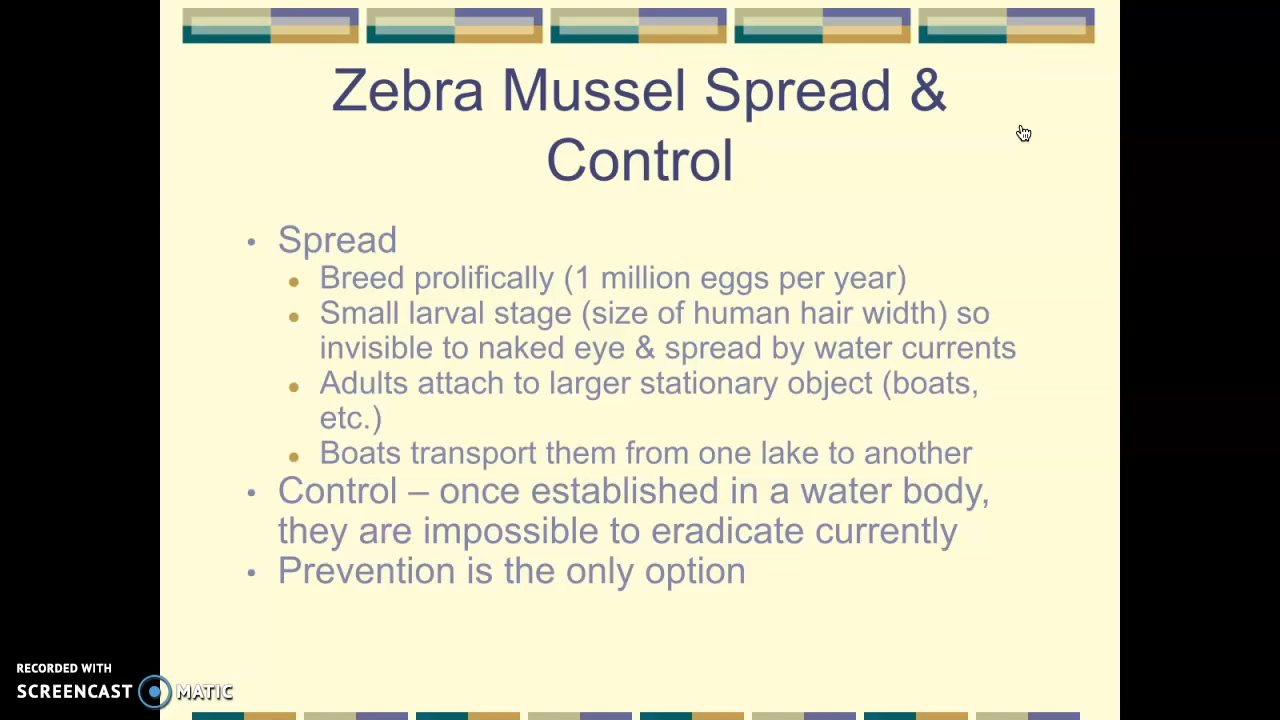 Zebra Mussel Spread &
Control
• Spread
• Breed prolifically (1 million eggs per year)
• Small larval stage (size of human hair width) so
invisible to naked eye & spread by water currents
• Adults attach to larger stationary object (boats,
etc.)
• Boats transport them from one lake to another
• Control – once established in a water body,
they are impossible to eradicate currently
• Prevention is the only option
RECORDED WITH
SCREENCAST MATIC